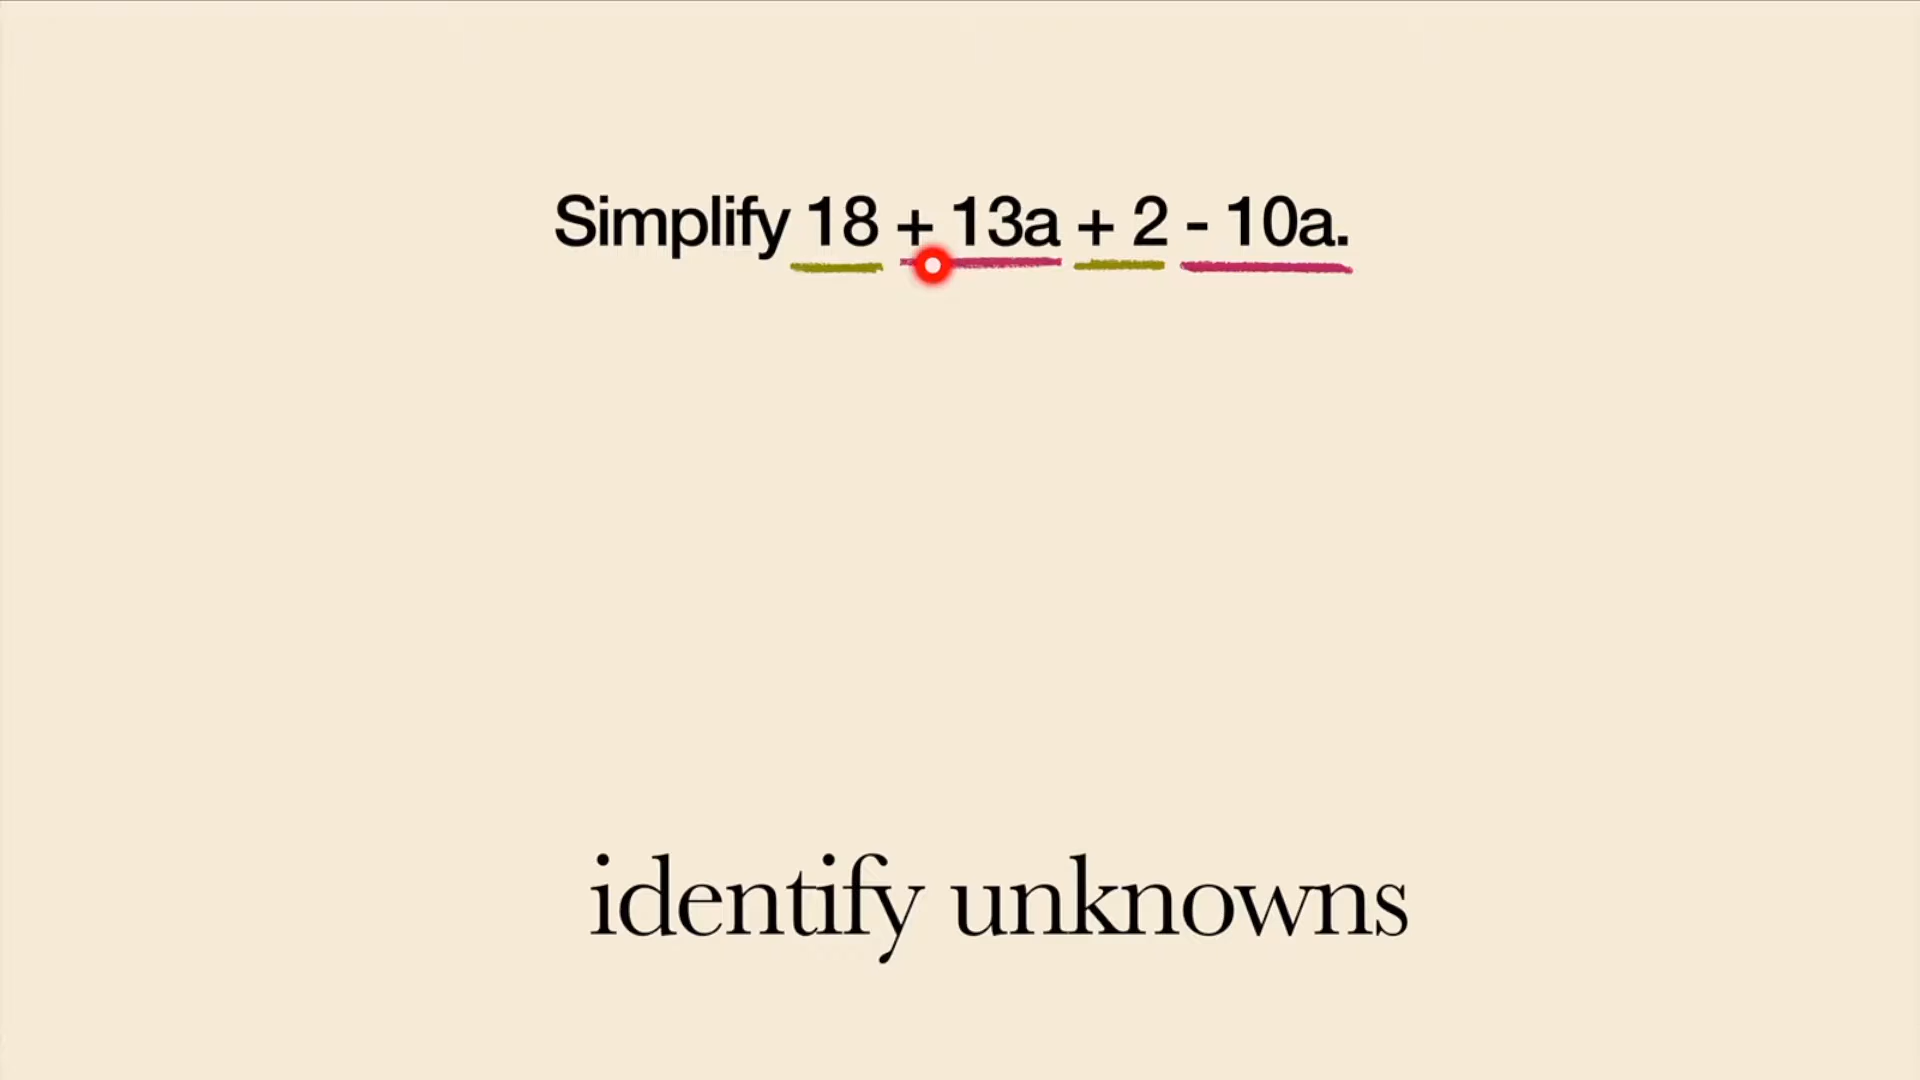 Simplify 18 + 13a + 2 - 10a.
identify unknowns